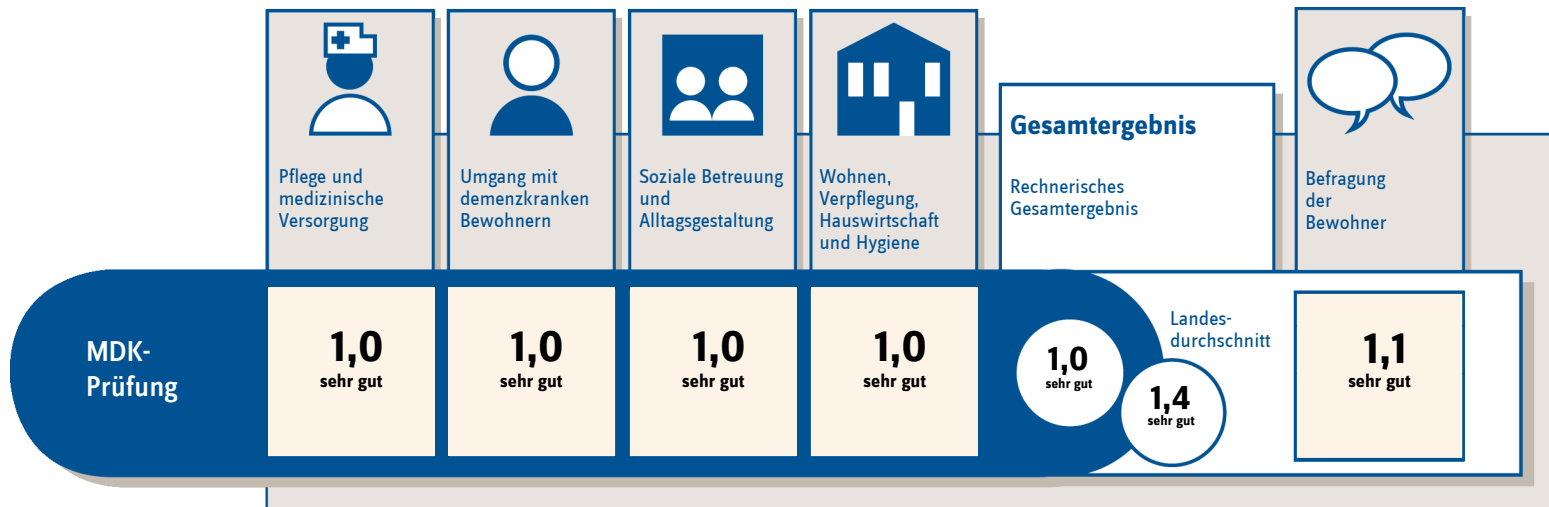 Pflege und
medizinische
Versorgung
Umgang mit
demenzkranken
Bewohnern
Soziale Betreuung
und
Alltagsgestaltung
Wohnen,
Verpflegung,
Hauswirtschaft
und Hygiene
Gesamtergebnis
Rechnerisches
Gesamtergebnis
Befragung
der
Bewohner
MDK-
Prüfung
1,0
sehr gut
1,0
sehr gut
1,0
sehr gut
1,0
sehr gut
1,0
sehr gut
Landes-
durchschnitt
1,4
sehr gut
1,1
sehr gut